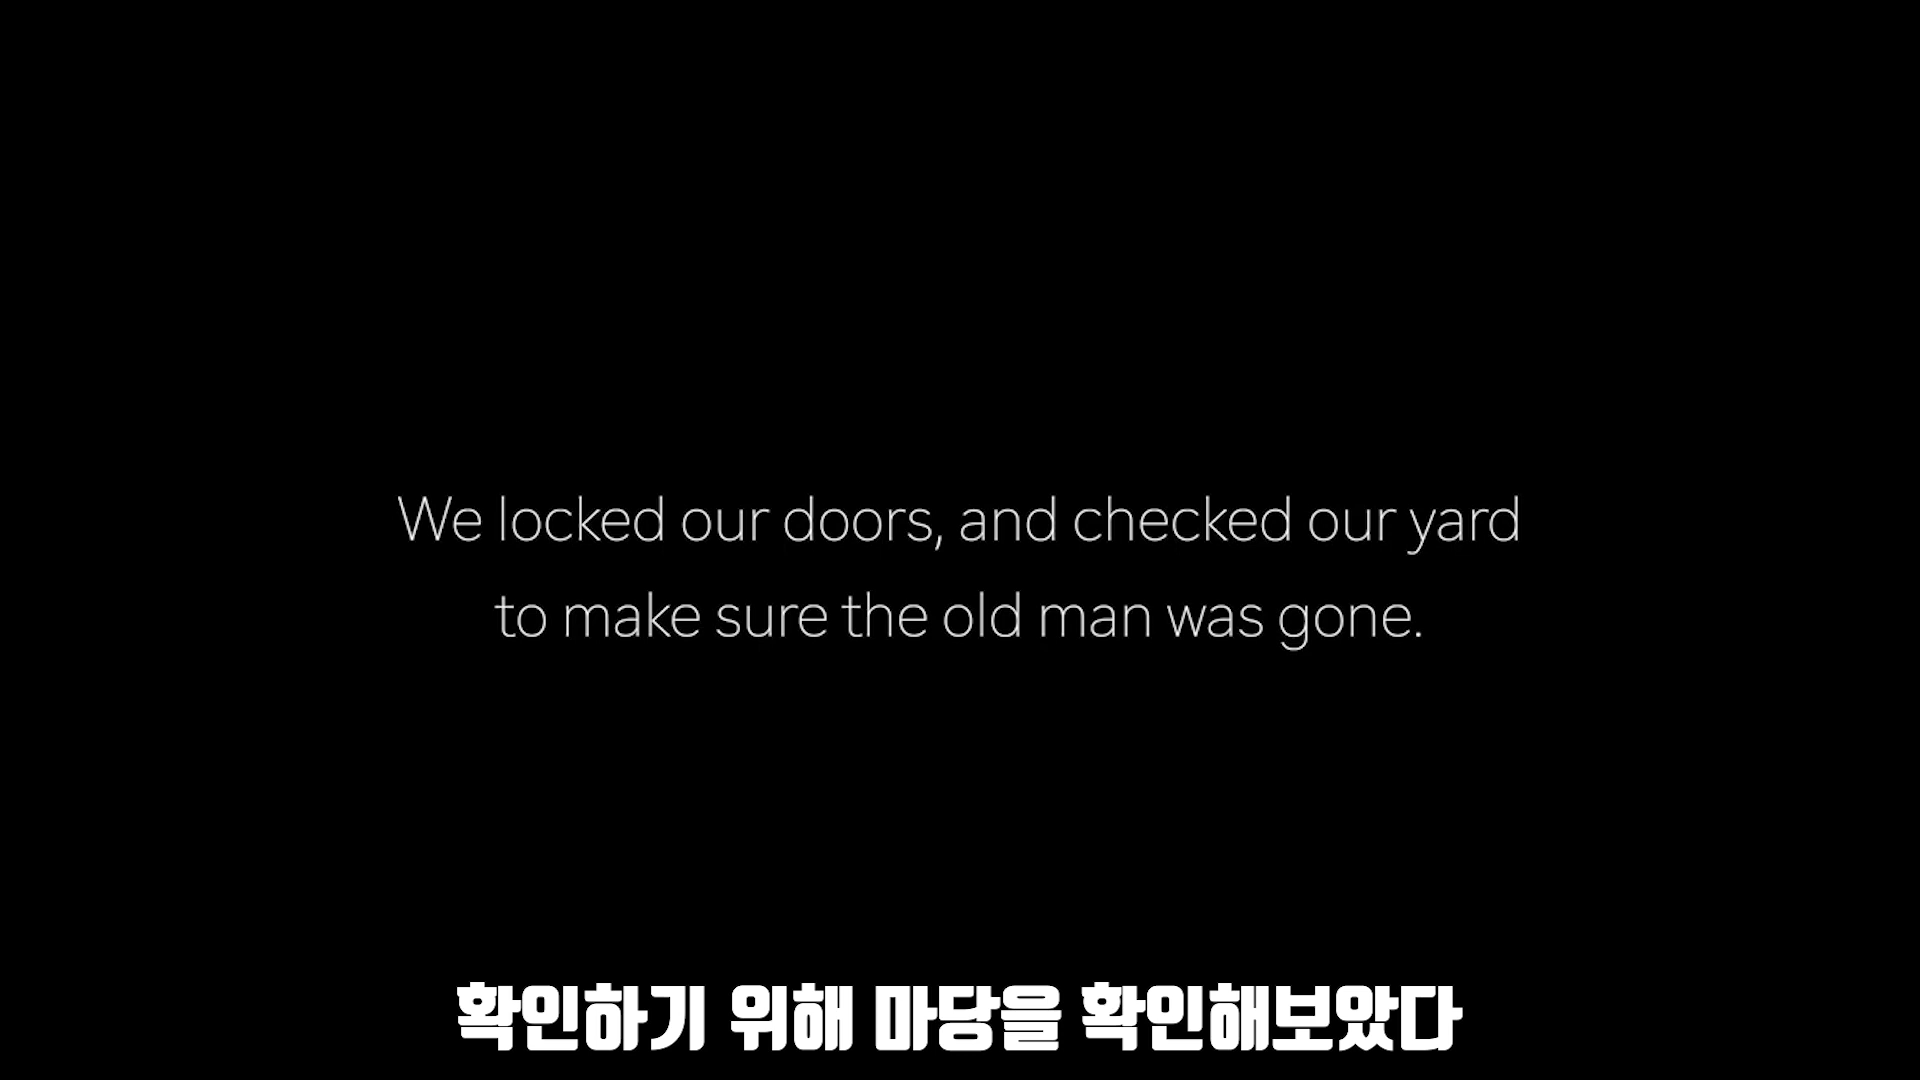 We locked our doors, and checked our yard
to make sure the old man was gone.
확인하기 위해 마당을 확인해보았다